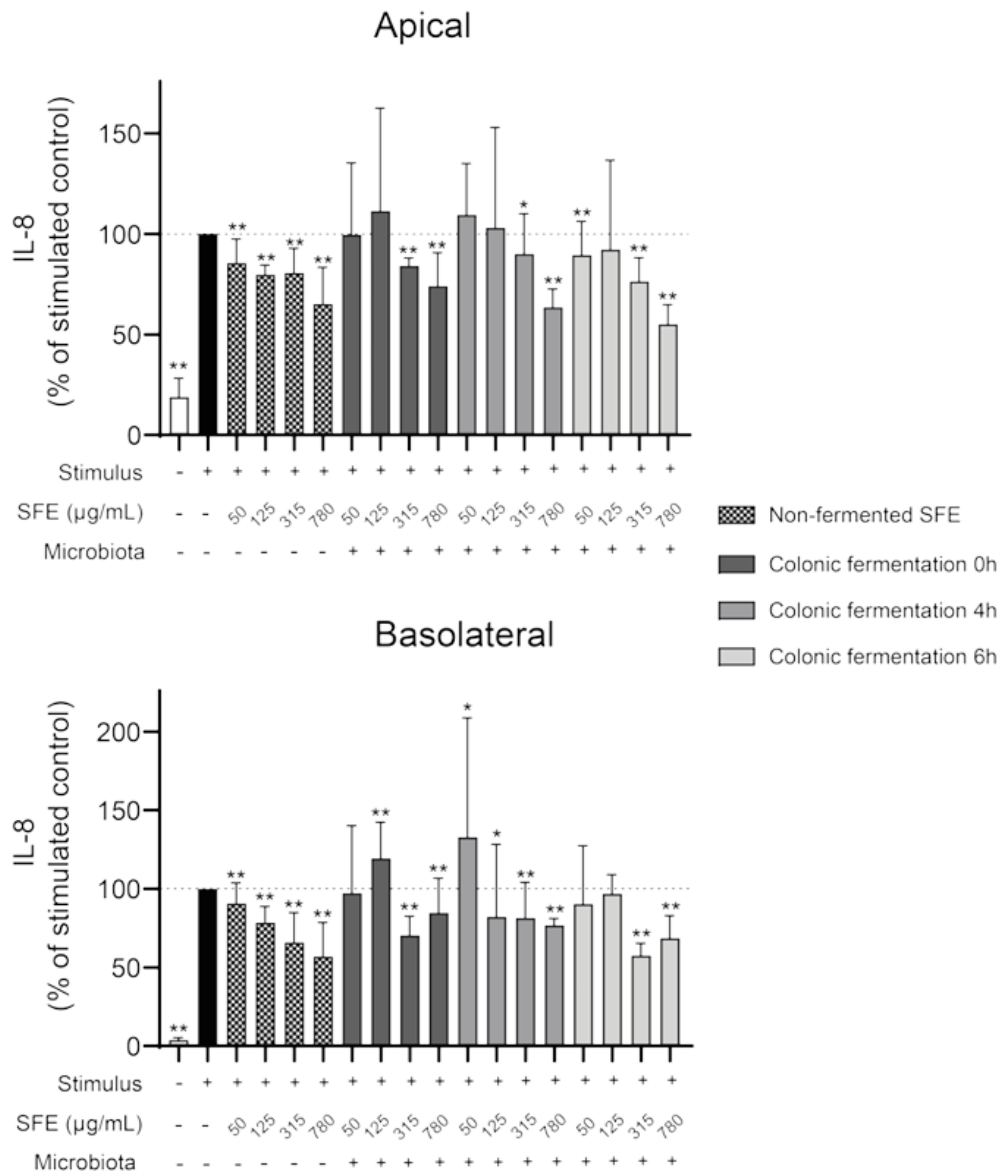 Apical
IL-8
(% of stimulated control)
150
100
50
0
** ** ** ** ** ** ** * ** ** ** **
Stimulus - + + + + + + + + + + + + + + + + +
SFE (µg/mL) - - 50 125 315 780 50 125 315 780 50 125 315 780 50 125 315 780
Microbiota - - - - - - + + + + + + + + + + + +
Non-fermented SFE
Colonic fermentation 0h
Colonic fermentation 4h
Colonic fermentation 6h
Basolateral
IL-8
(% of stimulated control)
200
150
100
50
0
** ** ** ** ** ** ** ** * * ** ** ** **
Stimulus - + + + + + + + + + + + + + + + + +
SFE (µg/mL) - - 50 125 315 780 50 125 315 780 50 125 315 780 50 125 315 780
Microbiota - - - - - - + + + + + + + + + + + +